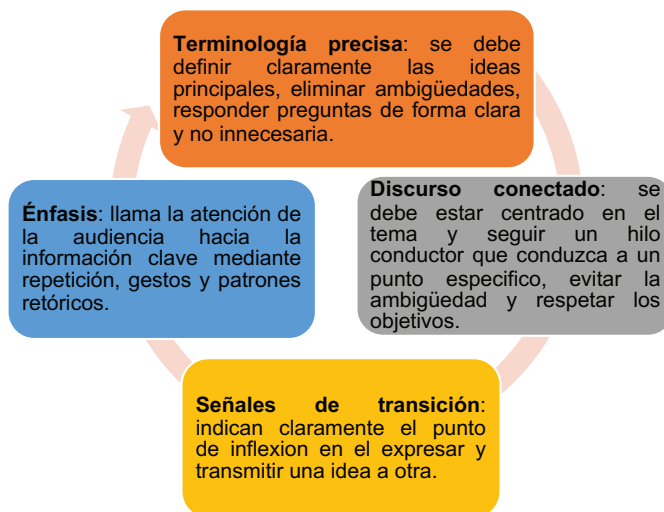 Terminología precisa: se debe
definir claramente las ideas
principales, eliminar ambigüedades,
responder preguntas de forma clara
y no innecesaria.
Discurso conectado: se
debe estar centrado en el
tema y seguir un hilo
conductor que conduzca a un
punto especifico, evitar la
ambigüedad y respetar los
objetivos.
Señales de transición:
indican claramente el punto
de inflexion en el expresar y
transmitir una idea a otra.
Énfasis: llama la atención de
la audiencia hacia la
información clave mediante
repetición, gestos y patrones
retóricos.